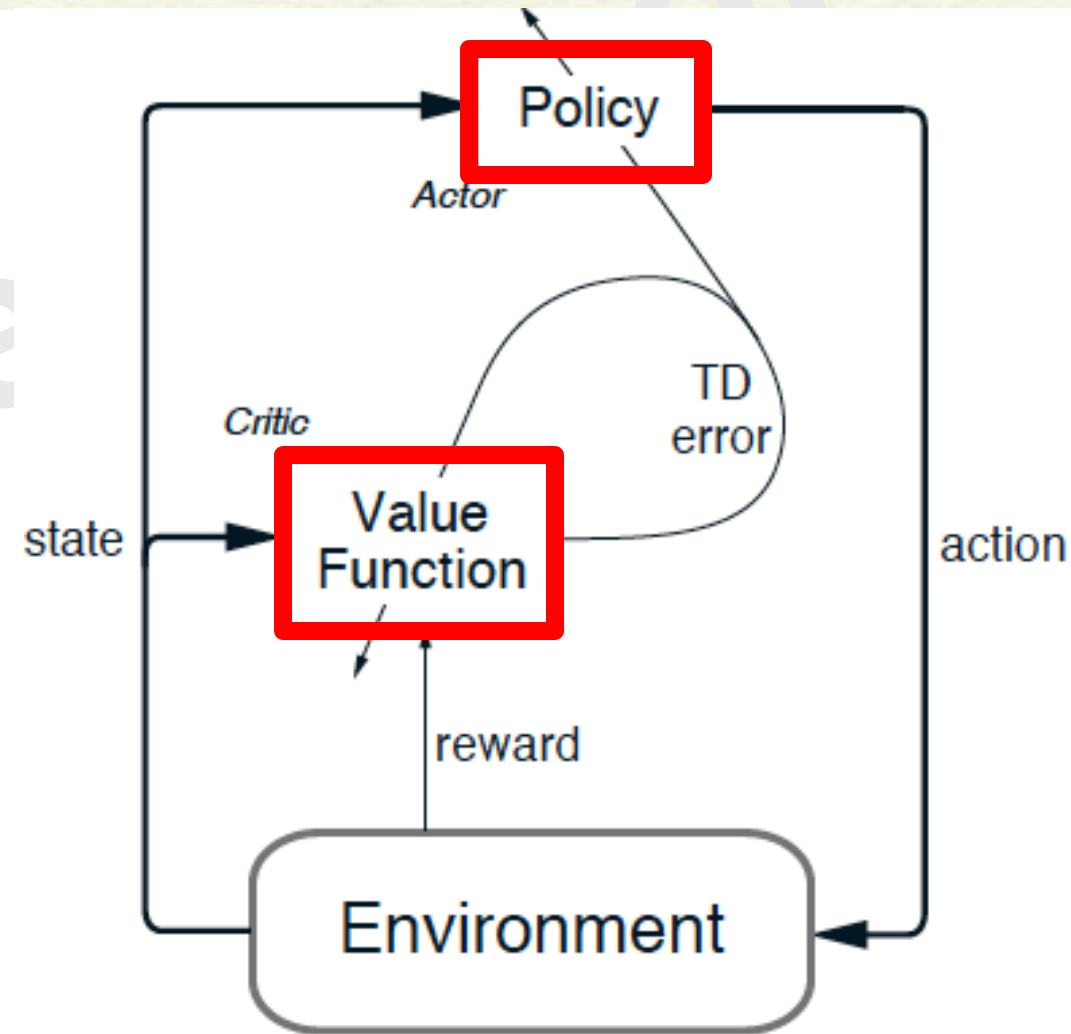 Policy
Actor
TD
error
Critic
Value
Function
state
action
reward
Environment